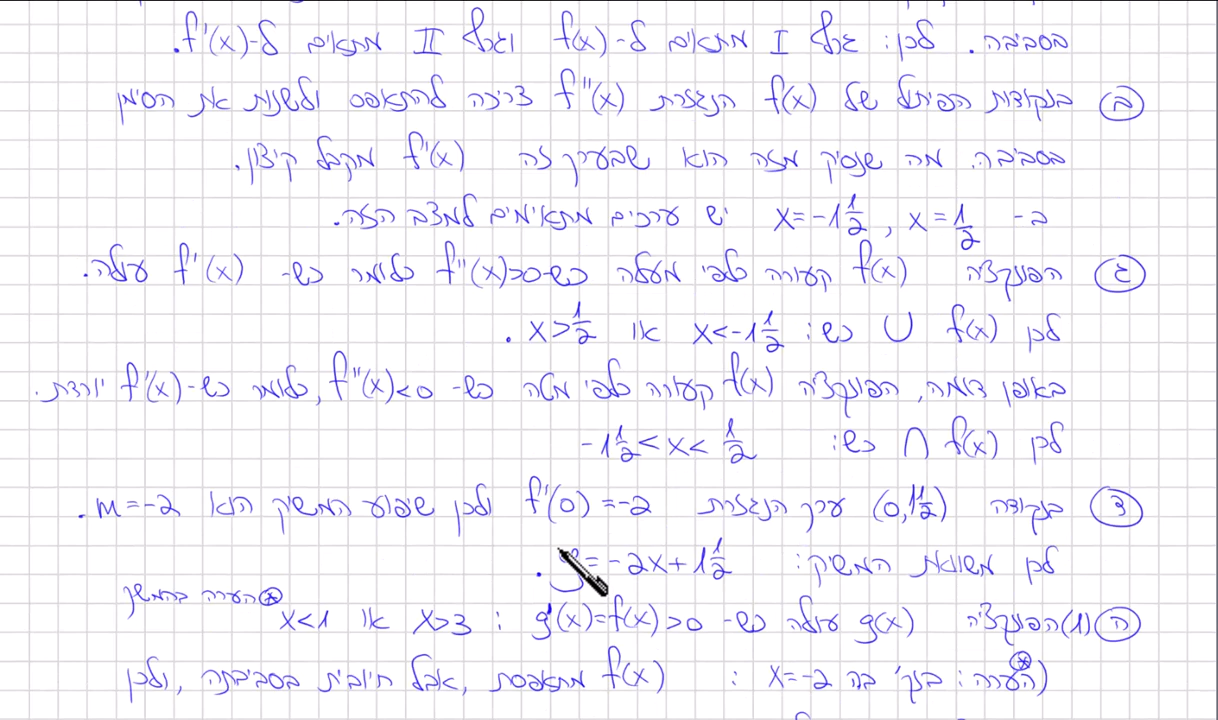 בסביבה. לכן: גרף I מתאים ל-f(x) וגרף II מתאים ל-f'(x).
ב בנקודות הפיתול של f(x) הנגזרת f''(x) צריכה להתאפס ולשנות את הסימן
בסביבה. מה שנסיק מזה הוא שבערך זה f'(x) מקבל קיצון.
ב- x=-1½, x=½ יש ערכים מתאימים למצב הזה.
ג הפונקציה f(x) קעורה כלפי מעלה כש-f''(x)>0 כלומר כש- f'(x) עולה.
לכן f(x) ∪ כש: x<-1½ או x>½.
באופן דומה, הפונקציה f(x) קעורה כלפי מטה כש- f''(x)<0, כלומר כש-f'(x) יורדת.
לכן f(x) ∩ כש: -1½<x<½
ד בנקודה (0,1½) ערך הנגזרת f'(0)=-2 ולכן שיפוע המשיק הוא m=-2.
לכן משוואת המשיק: y=-2x+1½.
ה (1) הפונקציה g(x) עולה כש- g'(x)=f(x)>0 : x>3 או x<1 ⊛הערה בהמשך
(הערה⊛: בנק' בה x=-2 : f(x) מתאפסת, אבל חיובית בסביבתה, ולכן